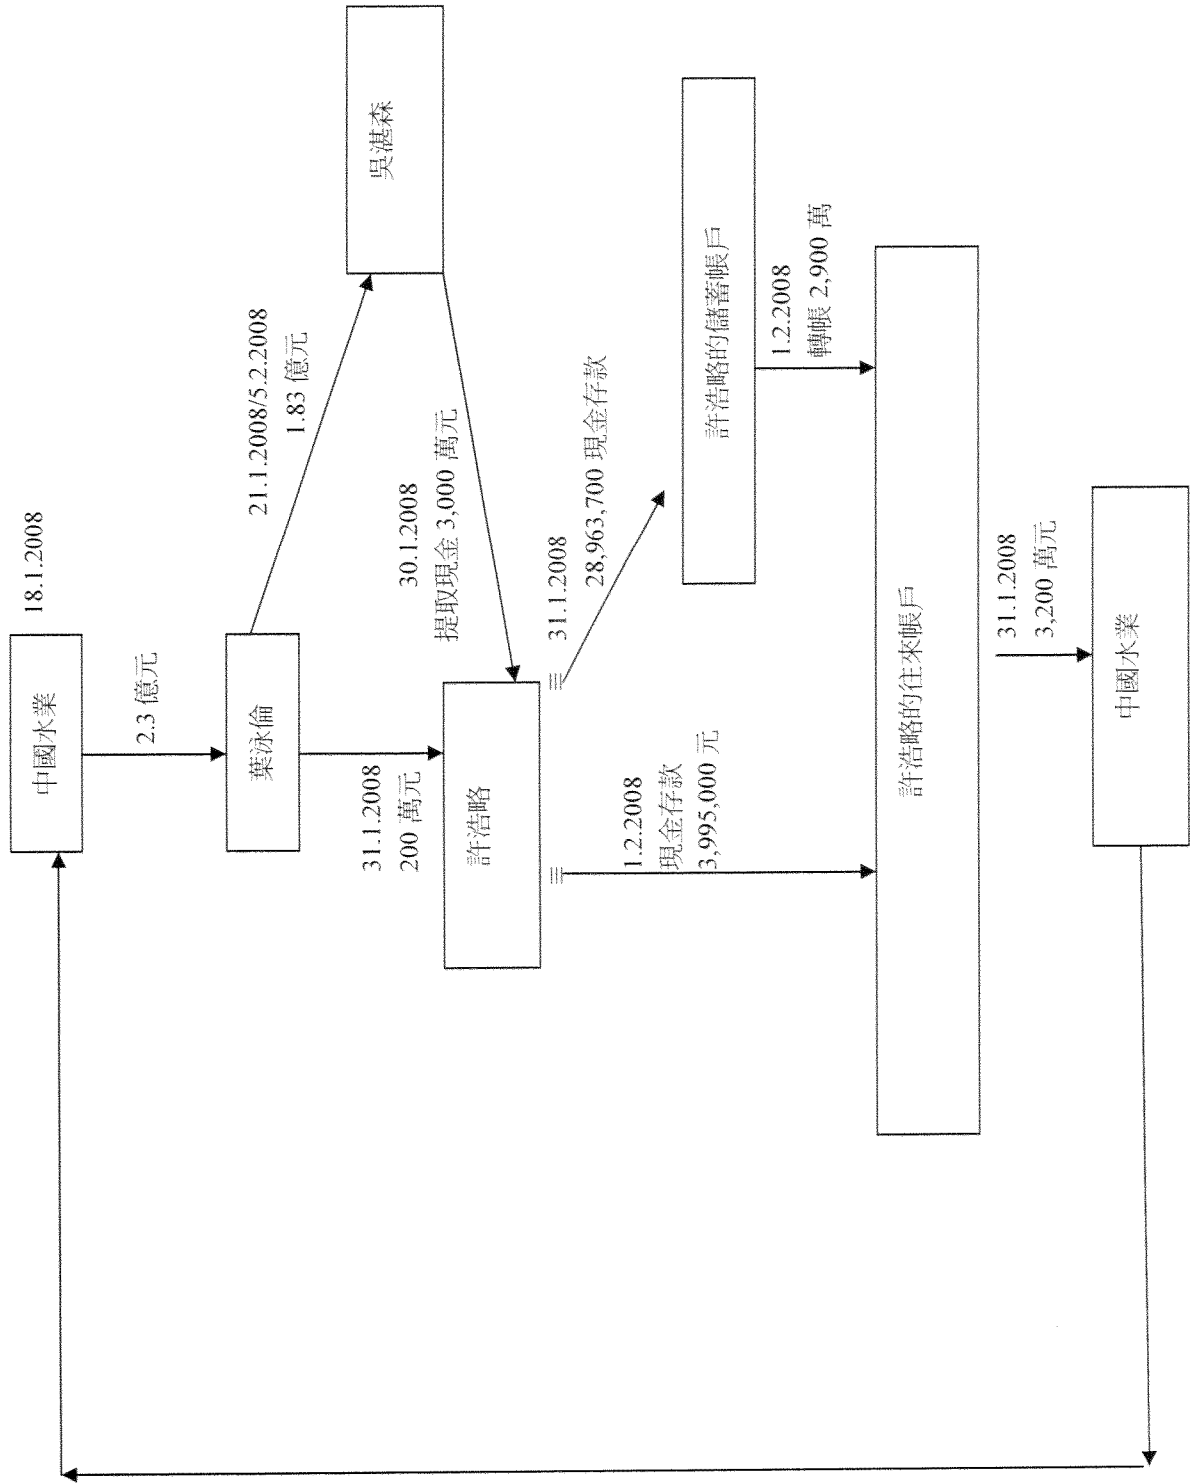 18.1.2008
中國水業
2.3 億元
葉泳倫
21.1.2008/5.2.2008
1.83 億元
吳湛森
31.1.2008
200 萬元
30.1.2008
提取現金 3,000 萬元
許浩略
31.1.2008
28,963,700 現金存款
1.2.2008
現金存款
3,995,000 元
許浩略的儲蓄帳戶
1.2.2008
轉帳 2,900 萬
許浩略的往來帳戶
31.1.2008
3,200 萬元
中國水業